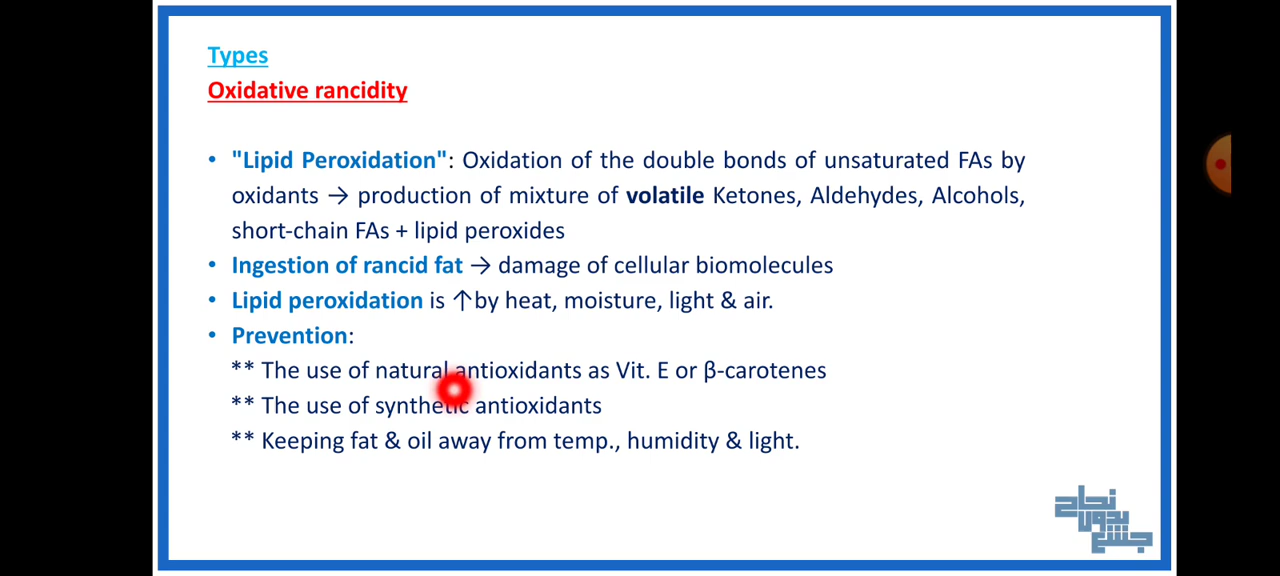 Types
Oxidative rancidity
• "Lipid Peroxidation": Oxidation of the double bonds of unsaturated FAs by
oxidants → production of mixture of volatile Ketones, Aldehydes, Alcohols,
short-chain FAs + lipid peroxides
• Ingestion of rancid fat → damage of cellular biomolecules
• Lipid peroxidation is ↑by heat, moisture, light & air.
• Prevention:
** The use of natural antioxidants as Vit. E or β-carotenes
** The use of synthetic antioxidants
** Keeping fat & oil away from temp., humidity & light.
نجاح
بدون
جشع